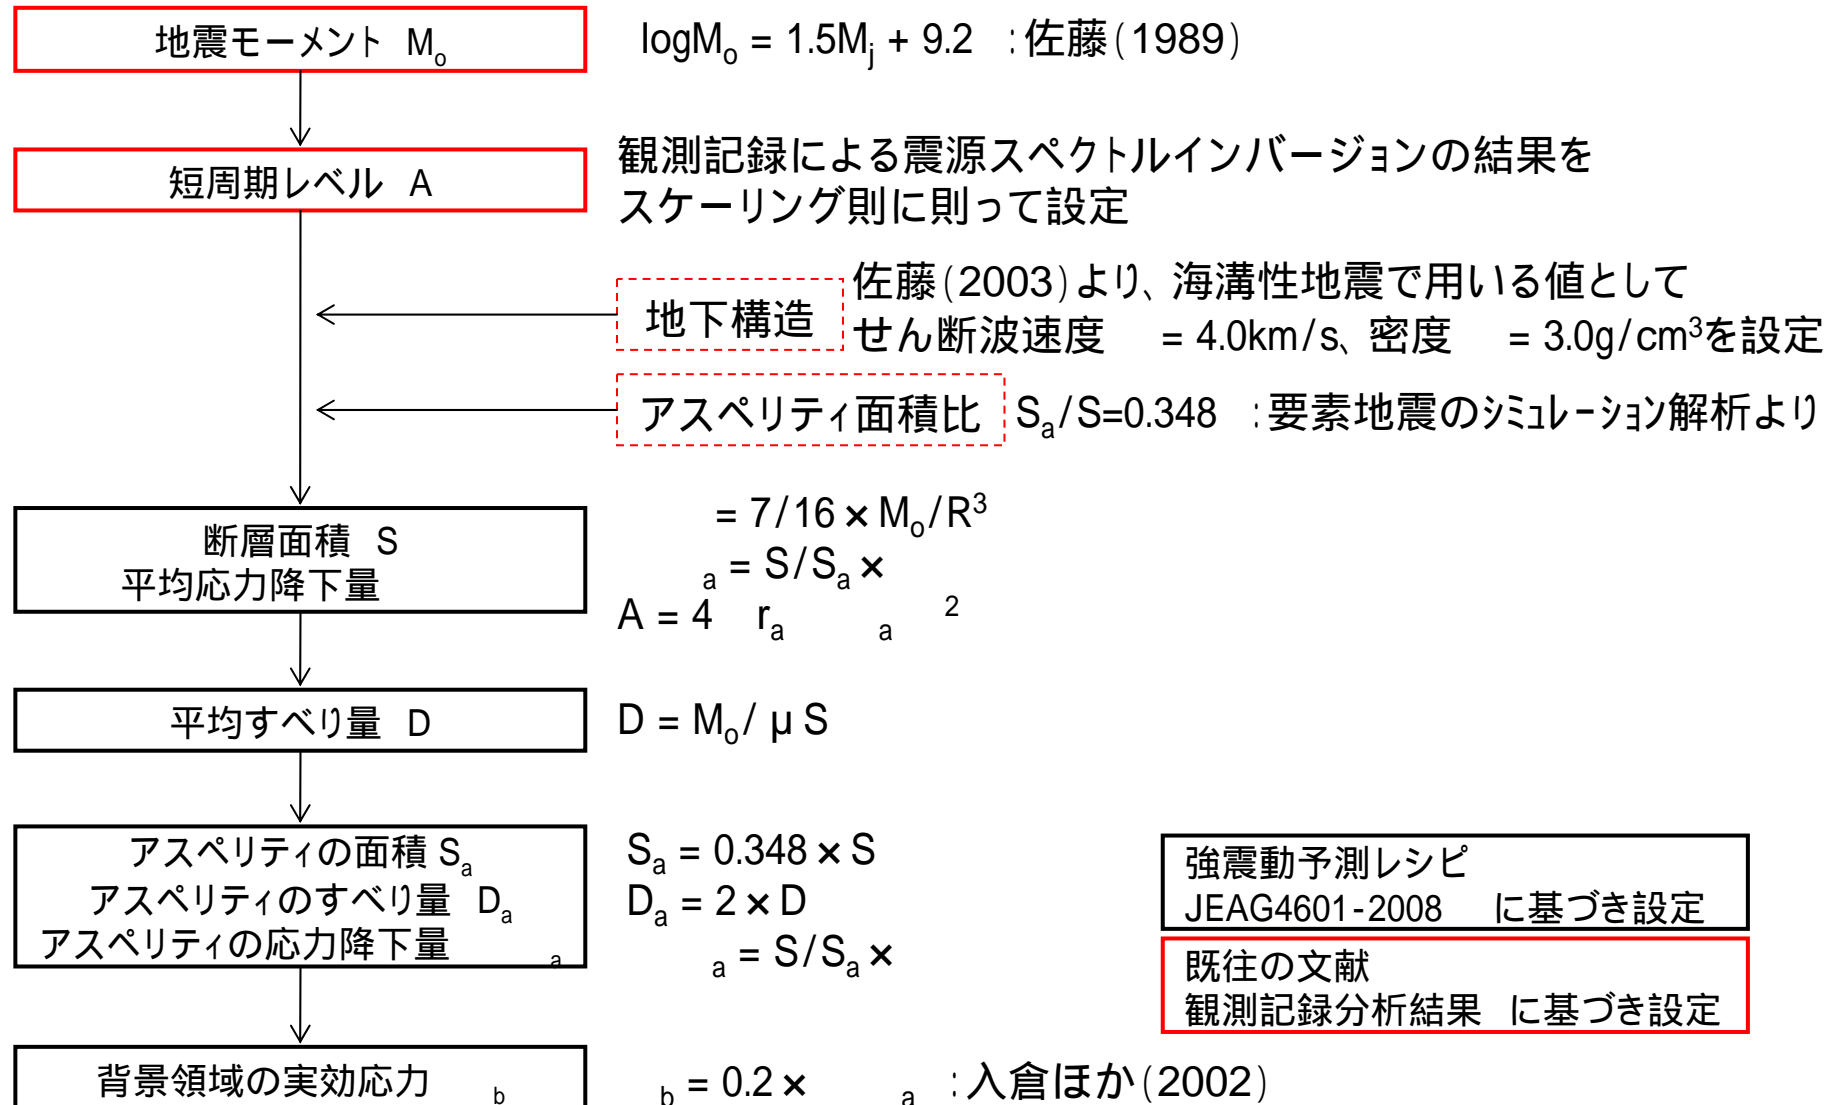 地震モーメント Mo
logMo = 1.5Mj + 9.2 :佐藤(1989)
短周期レベル A
観測記録による震源スペクトルインバージョンの結果を
スケーリング則に則って設定
地下構造
佐藤(2003)より、海溝性地震で用いる値として
せん断波速度 = 4.0km/s、密度 = 3.0g/cm³を設定
アスペリティ面積比
Sa/S=0.348 :要素地震のシミュレーション解析より
断層面積 S
平均応力降下量
= 7/16 × Mo/R³
a = S/Sa ×
A = 4 ra a ²
平均すべり量 D
D = Mo/ μ S
アスペリティの面積 Sa
アスペリティのすべり量 Da
アスペリティの応力降下量 a
Sa = 0.348 × S
Da = 2 × D
a = S/Sa ×
強震動予測レシピ
JEAG4601-2008 に基づき設定
既往の文献
観測記録分析結果 に基づき設定
背景領域の実効応力 b
b = 0.2 × a :入倉ほか(2002)